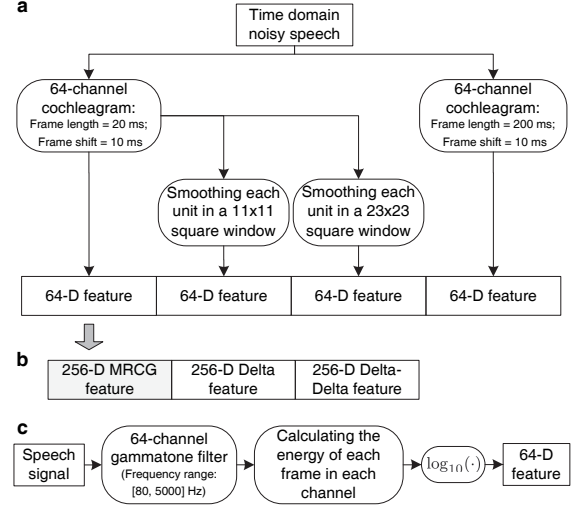 a
Time domain
noisy speech
64-channel
cochleagram:
Frame length = 20 ms;
Frame shift = 10 ms
64-channel
cochleagram:
Frame length = 200 ms;
Frame shift = 10 ms
Smoothing each
unit in a 11x11
square window
Smoothing each
unit in a 23x23
square window
64-D feature
64-D feature
64-D feature
64-D feature
b
256-D MRCG
feature
256-D Delta
feature
256-D Delta-
Delta feature
c
Speech
signal
64-channel
gammatone filter
(Frequency range:
[80, 5000] Hz)
Calculating the
energy of each
frame in each
channel
log₁₀(·)
64-D
feature